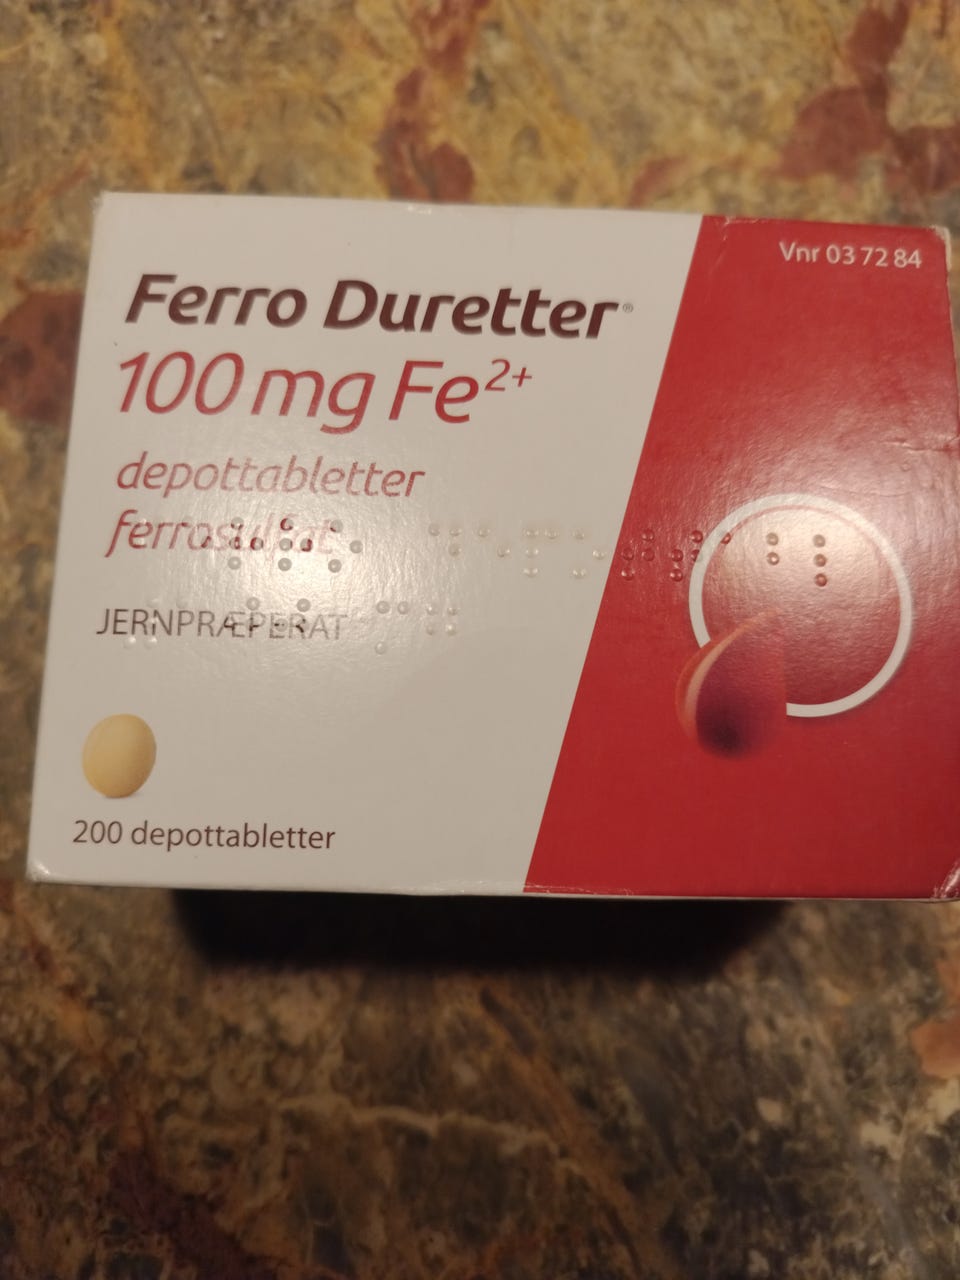 Vnr 03 72 84
Ferro Duretter®
100 mg Fe²⁺
depottabletter
ferrosulfat
JERNPRÆPERAT
200 depottabletter